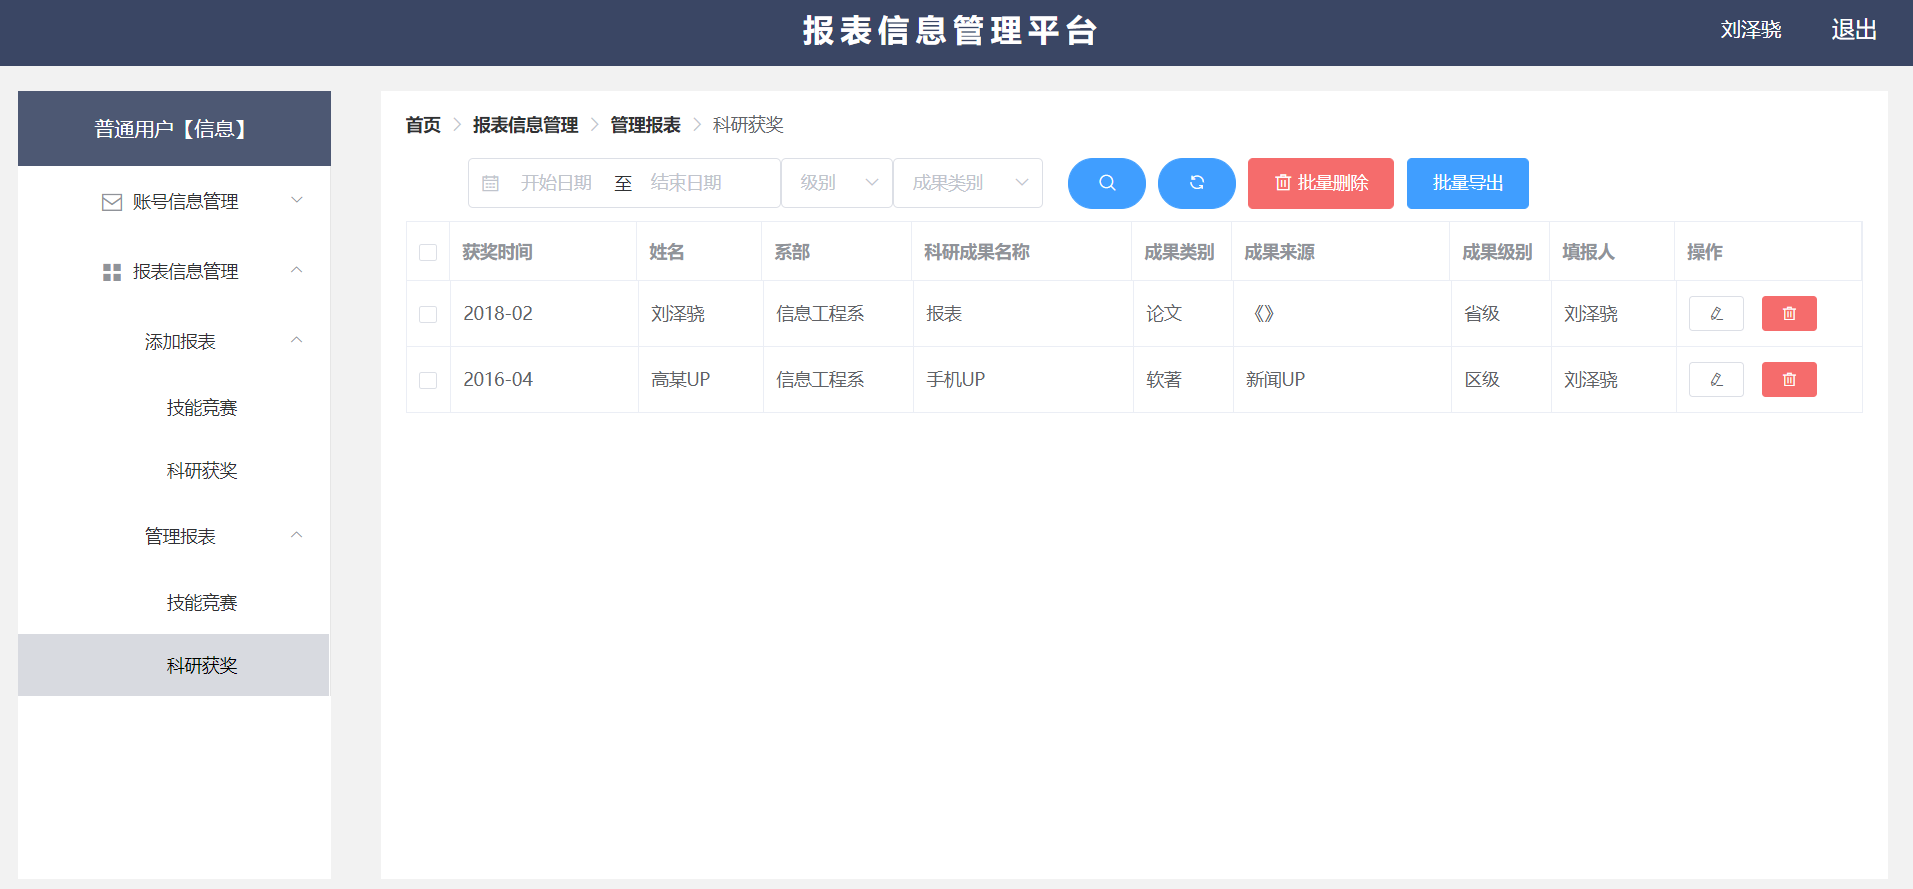 报表信息管理平台
刘泽骁 退出
普通用户【信息】
账号信息管理
报表信息管理
添加报表
技能竞赛
科研获奖
管理报表
技能竞赛
科研获奖
首页 > 报表信息管理 > 管理报表 > 科研获奖
开始日期 至 结束日期 级别 成果类别 批量删除 批量导出
获奖时间 姓名 系部 科研成果名称 成果类别 成果来源 成果级别 填报人 操作
2018-02 刘泽骁 信息工程系 报表 论文 《》 省级 刘泽骁
2016-04 高某UP 信息工程系 手机UP 软著 新闻UP 区级 刘泽骁